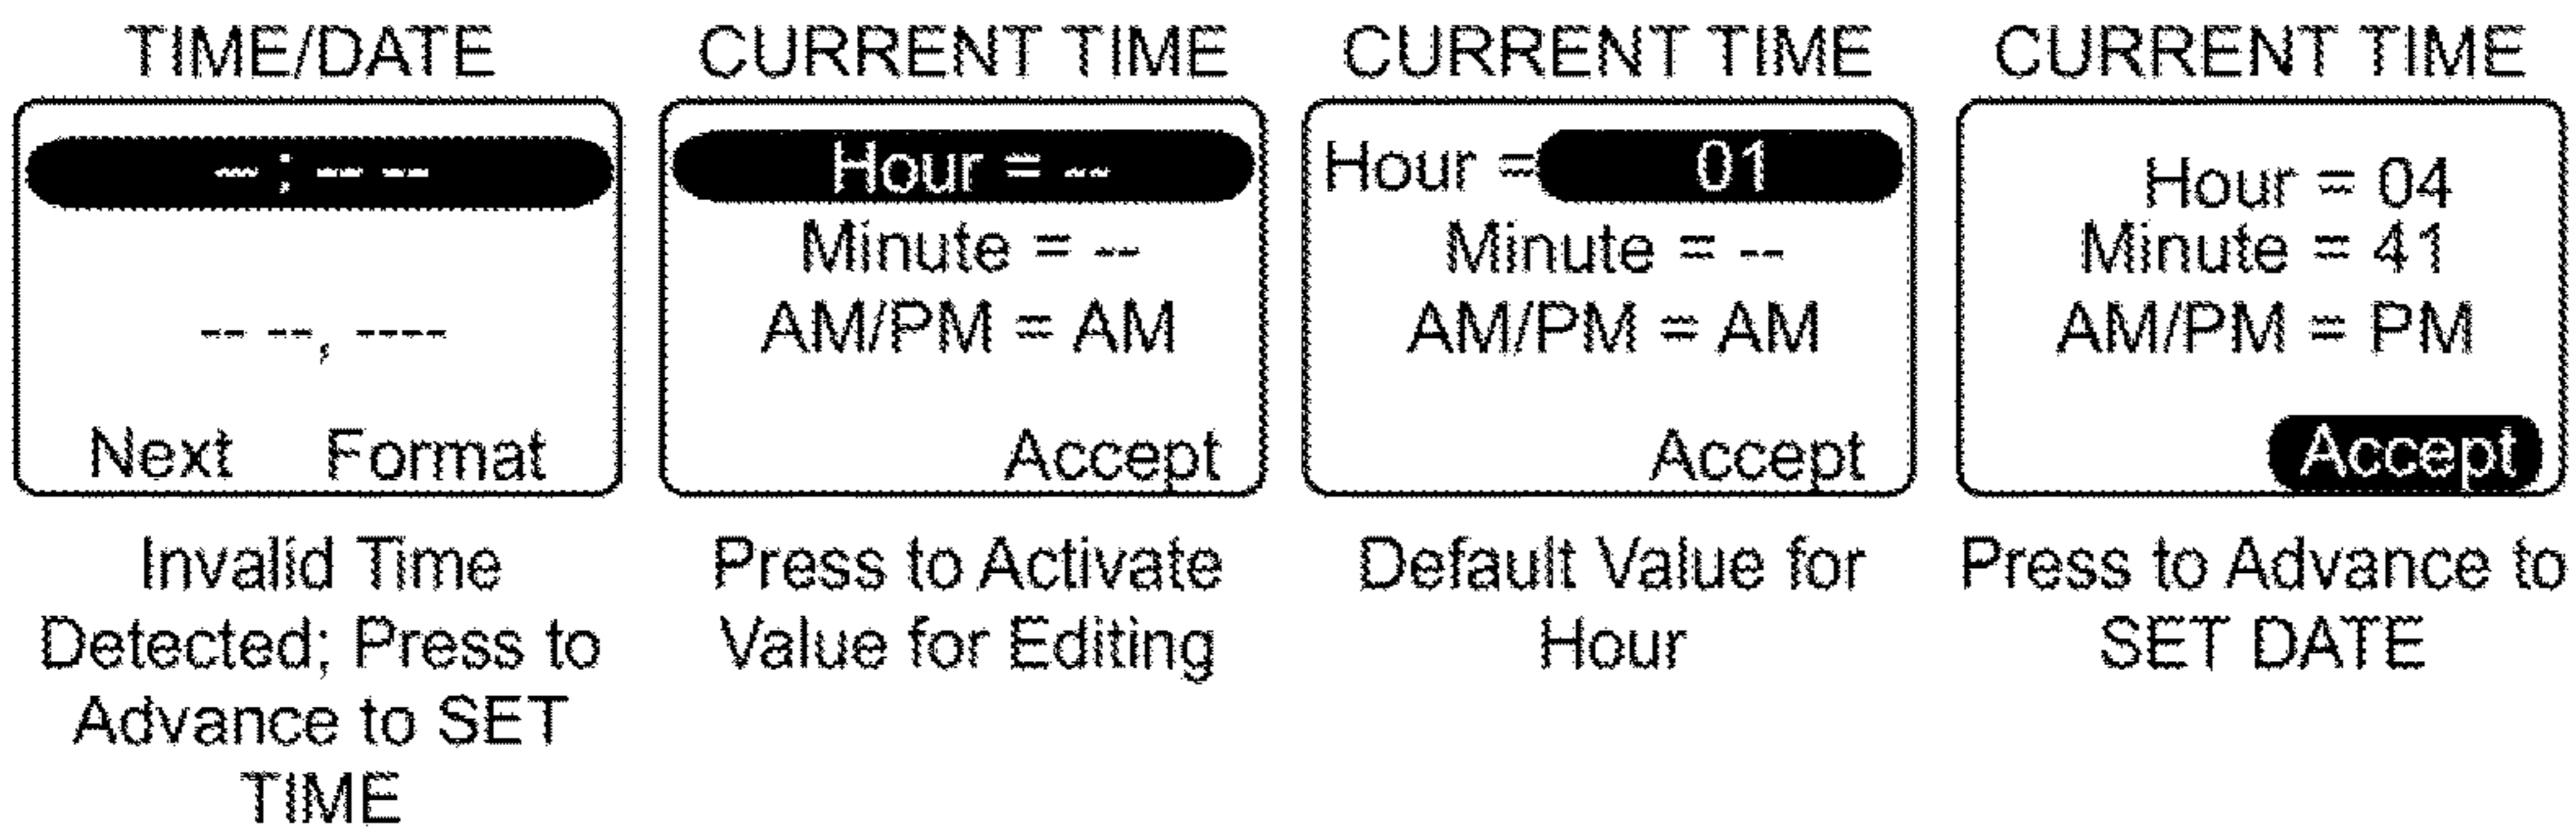 TIME/DATE
-- : -- --
-- --, ----
Next Format
Invalid Time
Detected; Press to
Advance to SET
TIME
CURRENT TIME
Hour = --
Minute = --
AM/PM = AM
Accept
Press to Activate
Value for Editing
CURRENT TIME
Hour = 01
Minute = --
AM/PM = AM
Accept
Default Value for
Hour
CURRENT TIME
Hour = 04
Minute = 41
AM/PM = PM
Accept
Press to Advance to
SET DATE